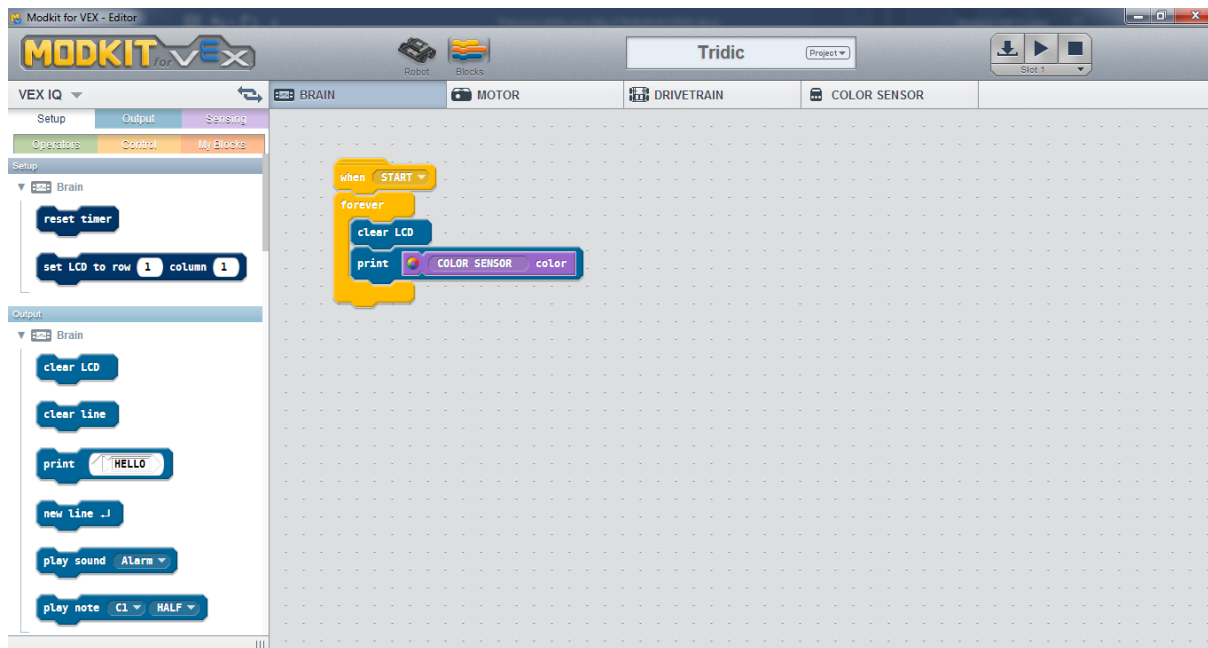 Modkit for VEX - Editor
MODKIT for VEX
Robot
Blocks
Tridic
Project
Slot 1
VEX IQ
BRAIN
MOTOR
DRIVETRAIN
COLOR SENSOR
Setup
Output
Sensing
Operators
Control
My Blocks
Setup
Brain
reset timer
set LCD to row 1 column 1
Output
Brain
clear LCD
clear line
print HELLO
new line
play sound Alarm
play note C1 HALF
when START
forever
clear LCD
print COLOR SENSOR color